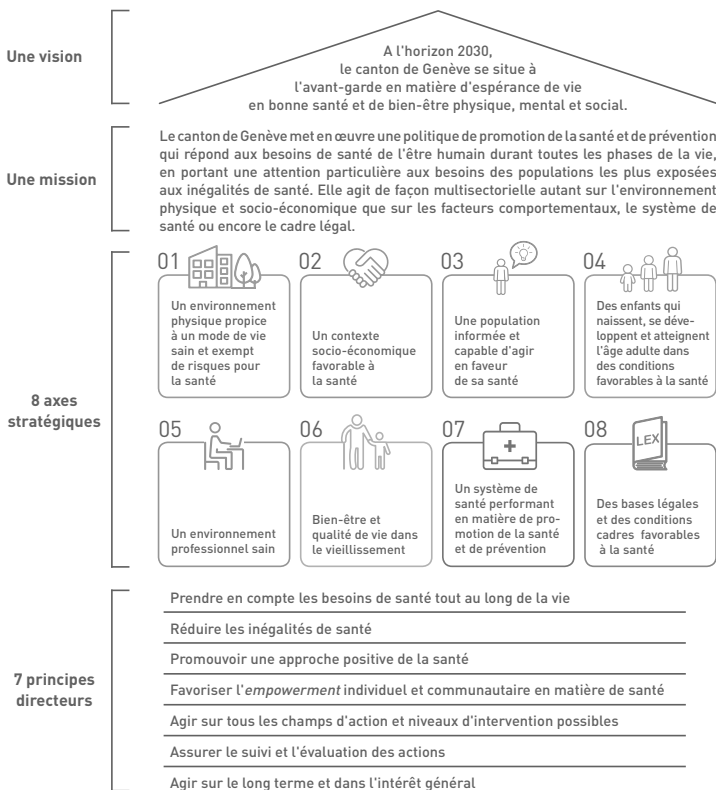 Une vision
A l'horizon 2030,
le canton de Genève se situe à
l'avant-garde en matière d'espérance de vie
en bonne santé et de bien-être physique, mental et social.
Une mission
Le canton de Genève met en œuvre une politique de promotion de la santé et de prévention
qui répond aux besoins de santé de l'être humain durant toutes les phases de la vie,
en portant une attention particulière aux besoins des populations les plus exposées
aux inégalités de santé. Elle agit de façon multisectorielle autant sur l'environnement
physique et socio-économique que sur les facteurs comportementaux, le système de
santé ou encore le cadre légal.
8 axes
stratégiques
01
Un environnement
physique propice
à un mode de vie
sain et exempt
de risques pour
la santé
02
Un contexte
socio-économique
favorable à
la santé
03
Une population
informée et
capable d'agir
en faveur
de sa santé
04
Des enfants qui
naissent, se déve-
loppent et atteignent
l'âge adulte dans
des conditions
favorables à la santé
05
Un environnement
professionnel sain
06
Bien-être et
qualité de vie dans
le vieillissement
07
Un système de
santé performant
en matière de pro-
motion de la santé
et de prévention
08
LEX
Des bases légales
et des conditions
cadres favorables
à la santé
7 principes
directeurs
Prendre en compte les besoins de santé tout au long de la vie
Réduire les inégalités de santé
Promouvoir une approche positive de la santé
Favoriser l'empowerment individuel et communautaire en matière de santé
Agir sur tous les champs d'action et niveaux d'intervention possibles
Assurer le suivi et l'évaluation des actions
Agir sur le long terme et dans l'intérêt général